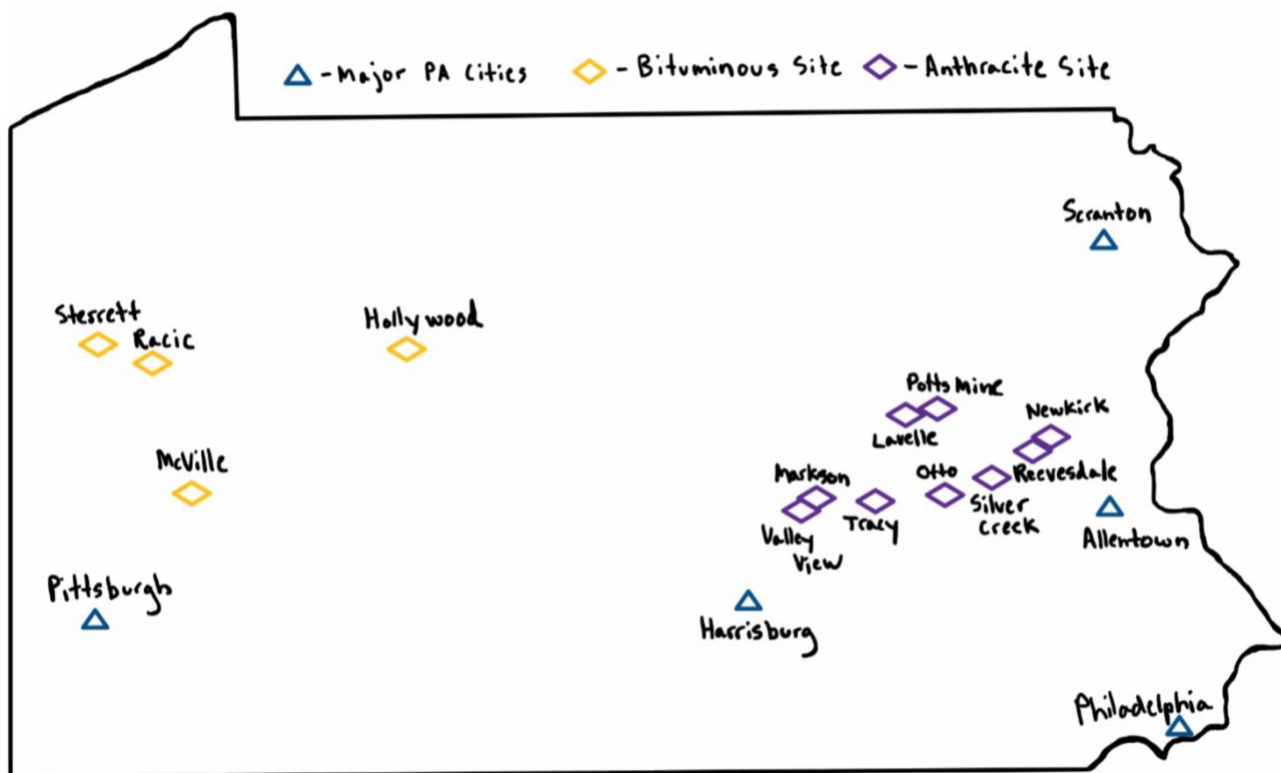 △ - Major PA Cities ◇ - Bituminous Site ◇ - Anthracite Site
Scranton
Sterrett
Racic
Hollywood
Potts Mine
Newkirk
Lavelle
McVille
Markson
Otto
Reevesdale
Silver
Creek
Tracy
Valley
View
Allentown
Pittsburgh
Harrisburg
Philadelphia